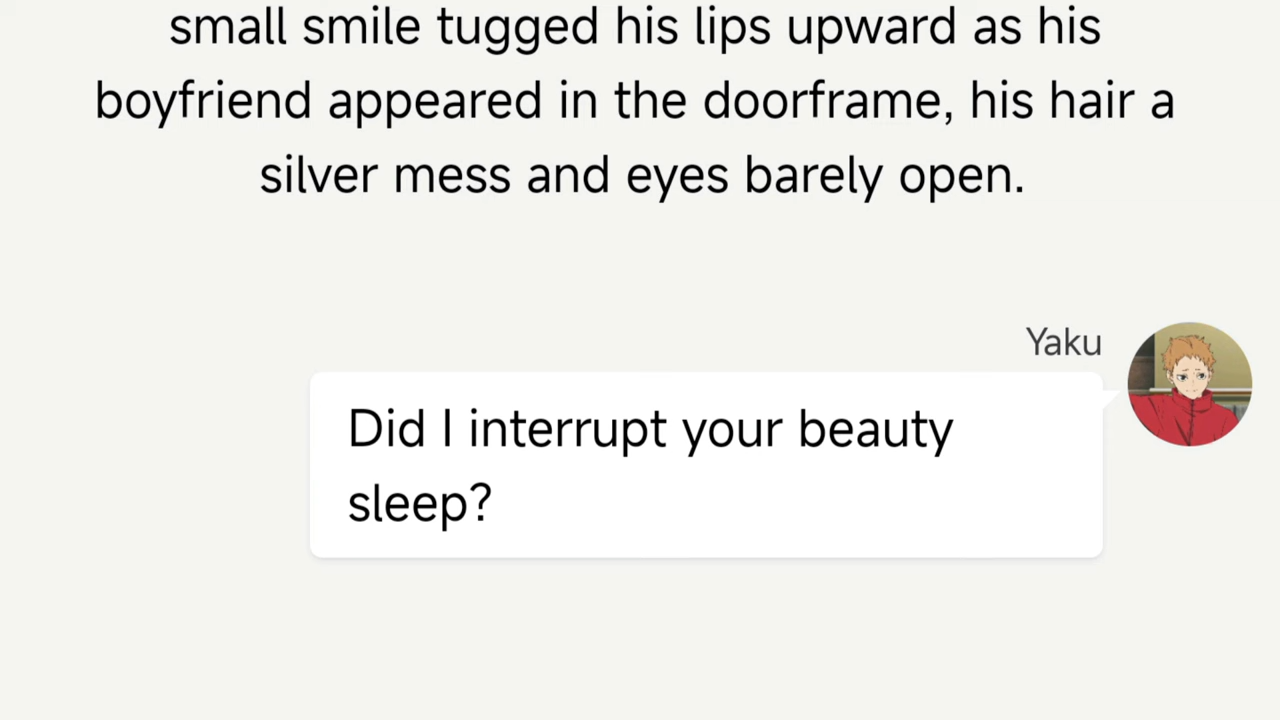 small smile tugged his lips upward as his
boyfriend appeared in the doorframe, his hair a
silver mess and eyes barely open.
Yaku
Did I interrupt your beauty
sleep?